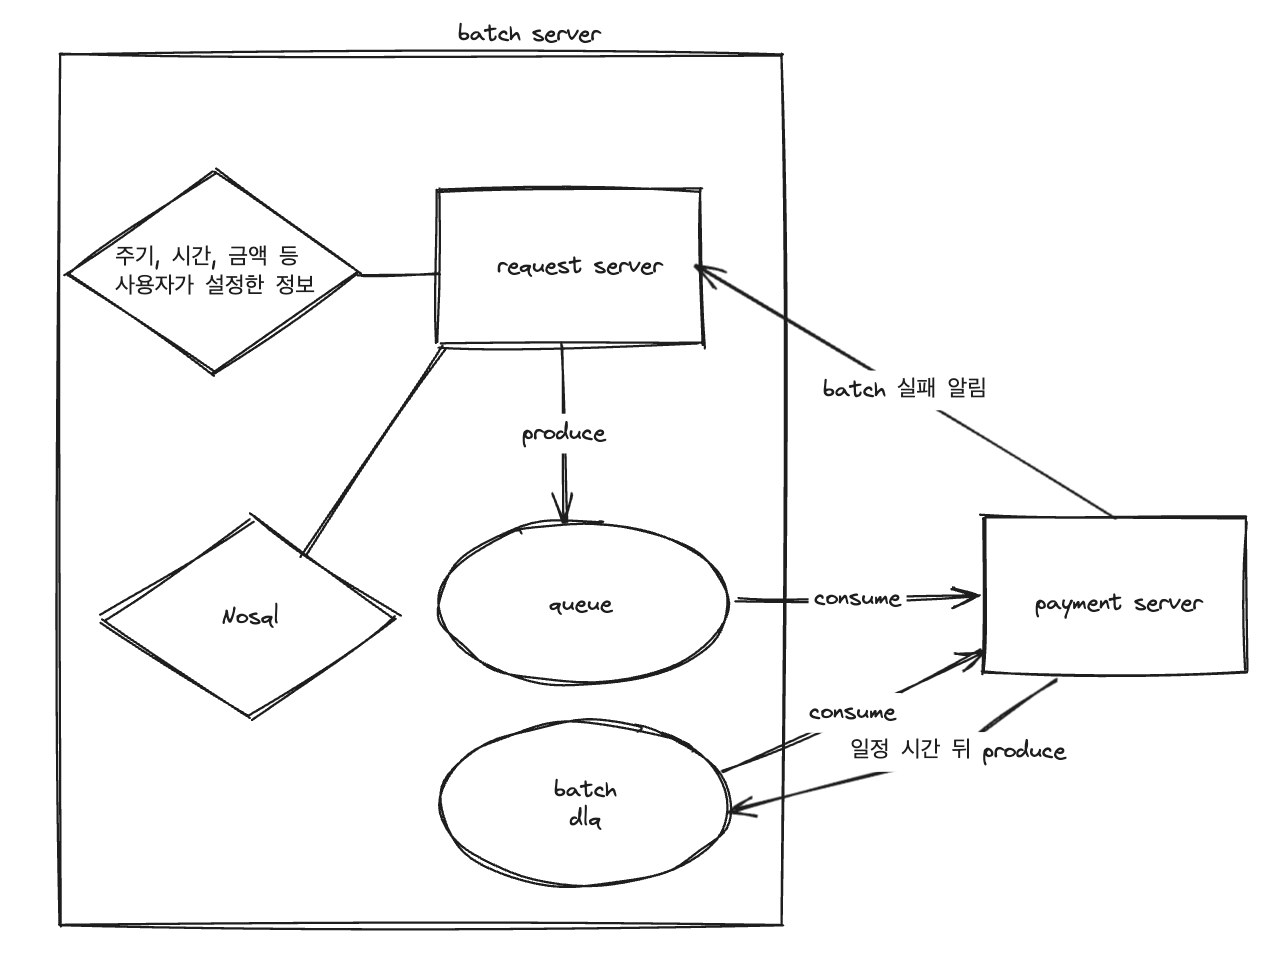 batch server
주기, 시간, 금액 등
사용자가 설정한 정보
request server
batch 실패 알림
produce
Nosql
queue
consume
payment server
consume
일정 시간 뒤 produce
batch
dlq